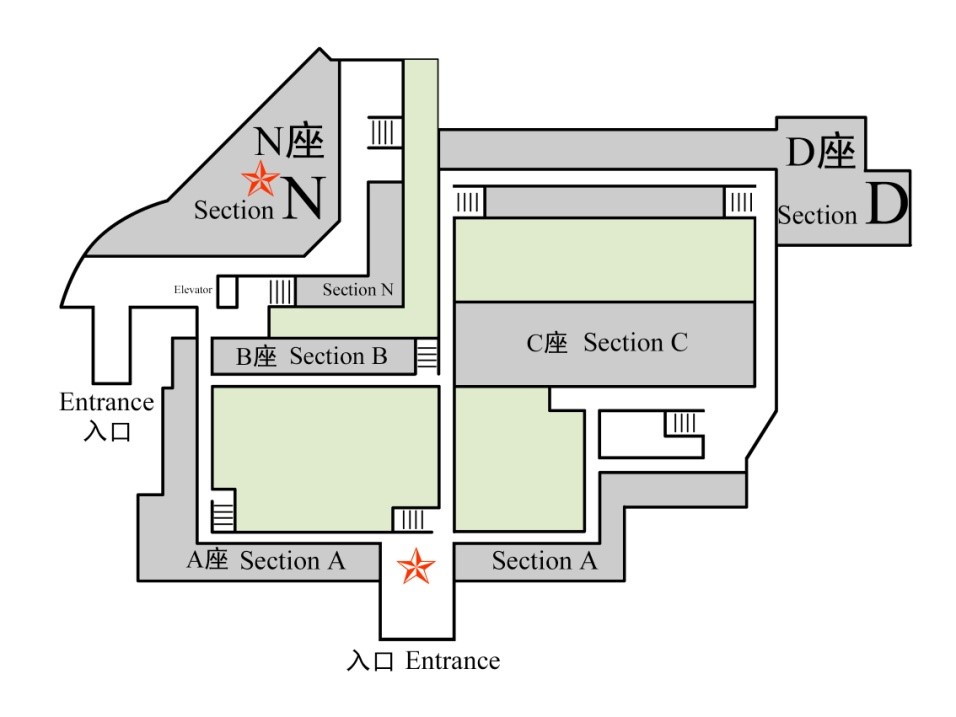 N座
Section N
D座
Section D
Elevator
Section N
B座 Section B
C座 Section C
Entrance
入口
A座 Section A
Section A
入口 Entrance